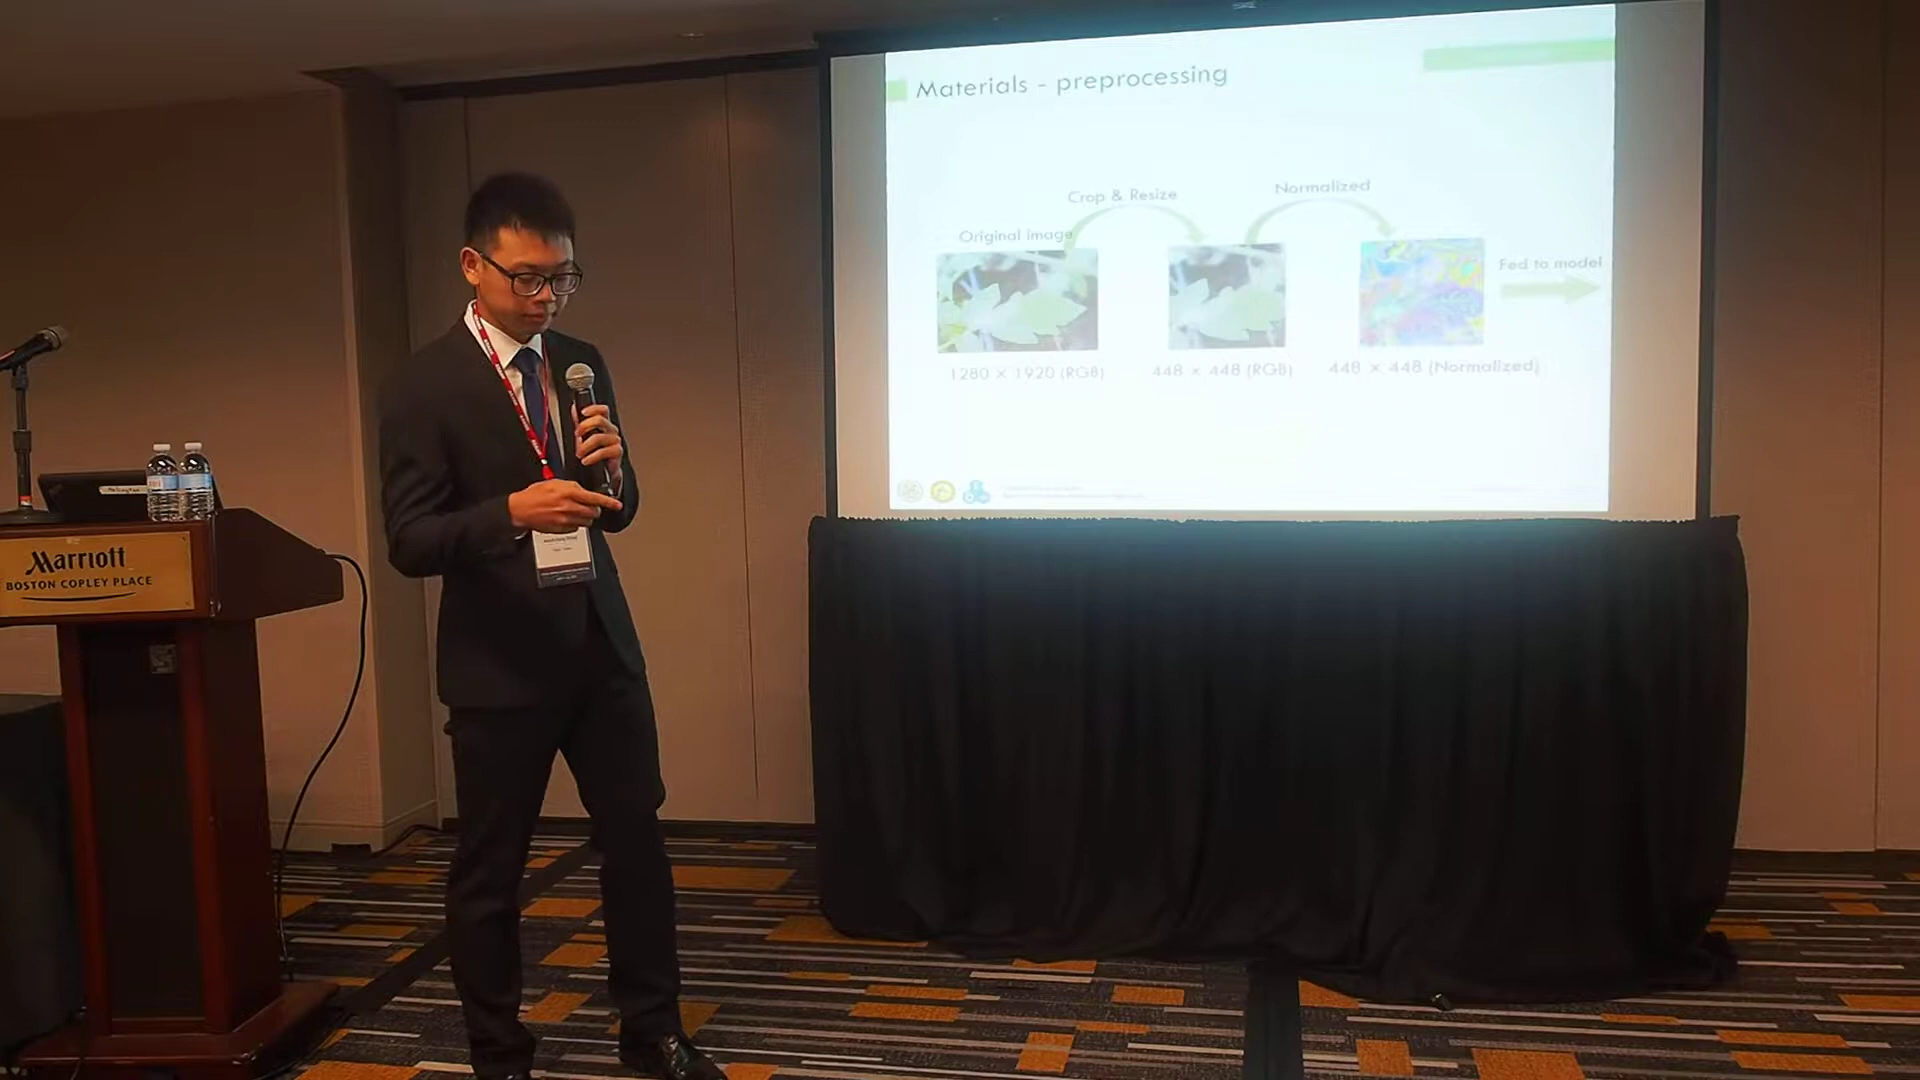 Materials - preprocessing
Crop & Resize
Normalized
Original image
Fed to model
1280 × 1920 (RGB)
448 × 448 (RGB)
448 × 448 (Normalized)
Marriott
BOSTON COPLEY PLACE